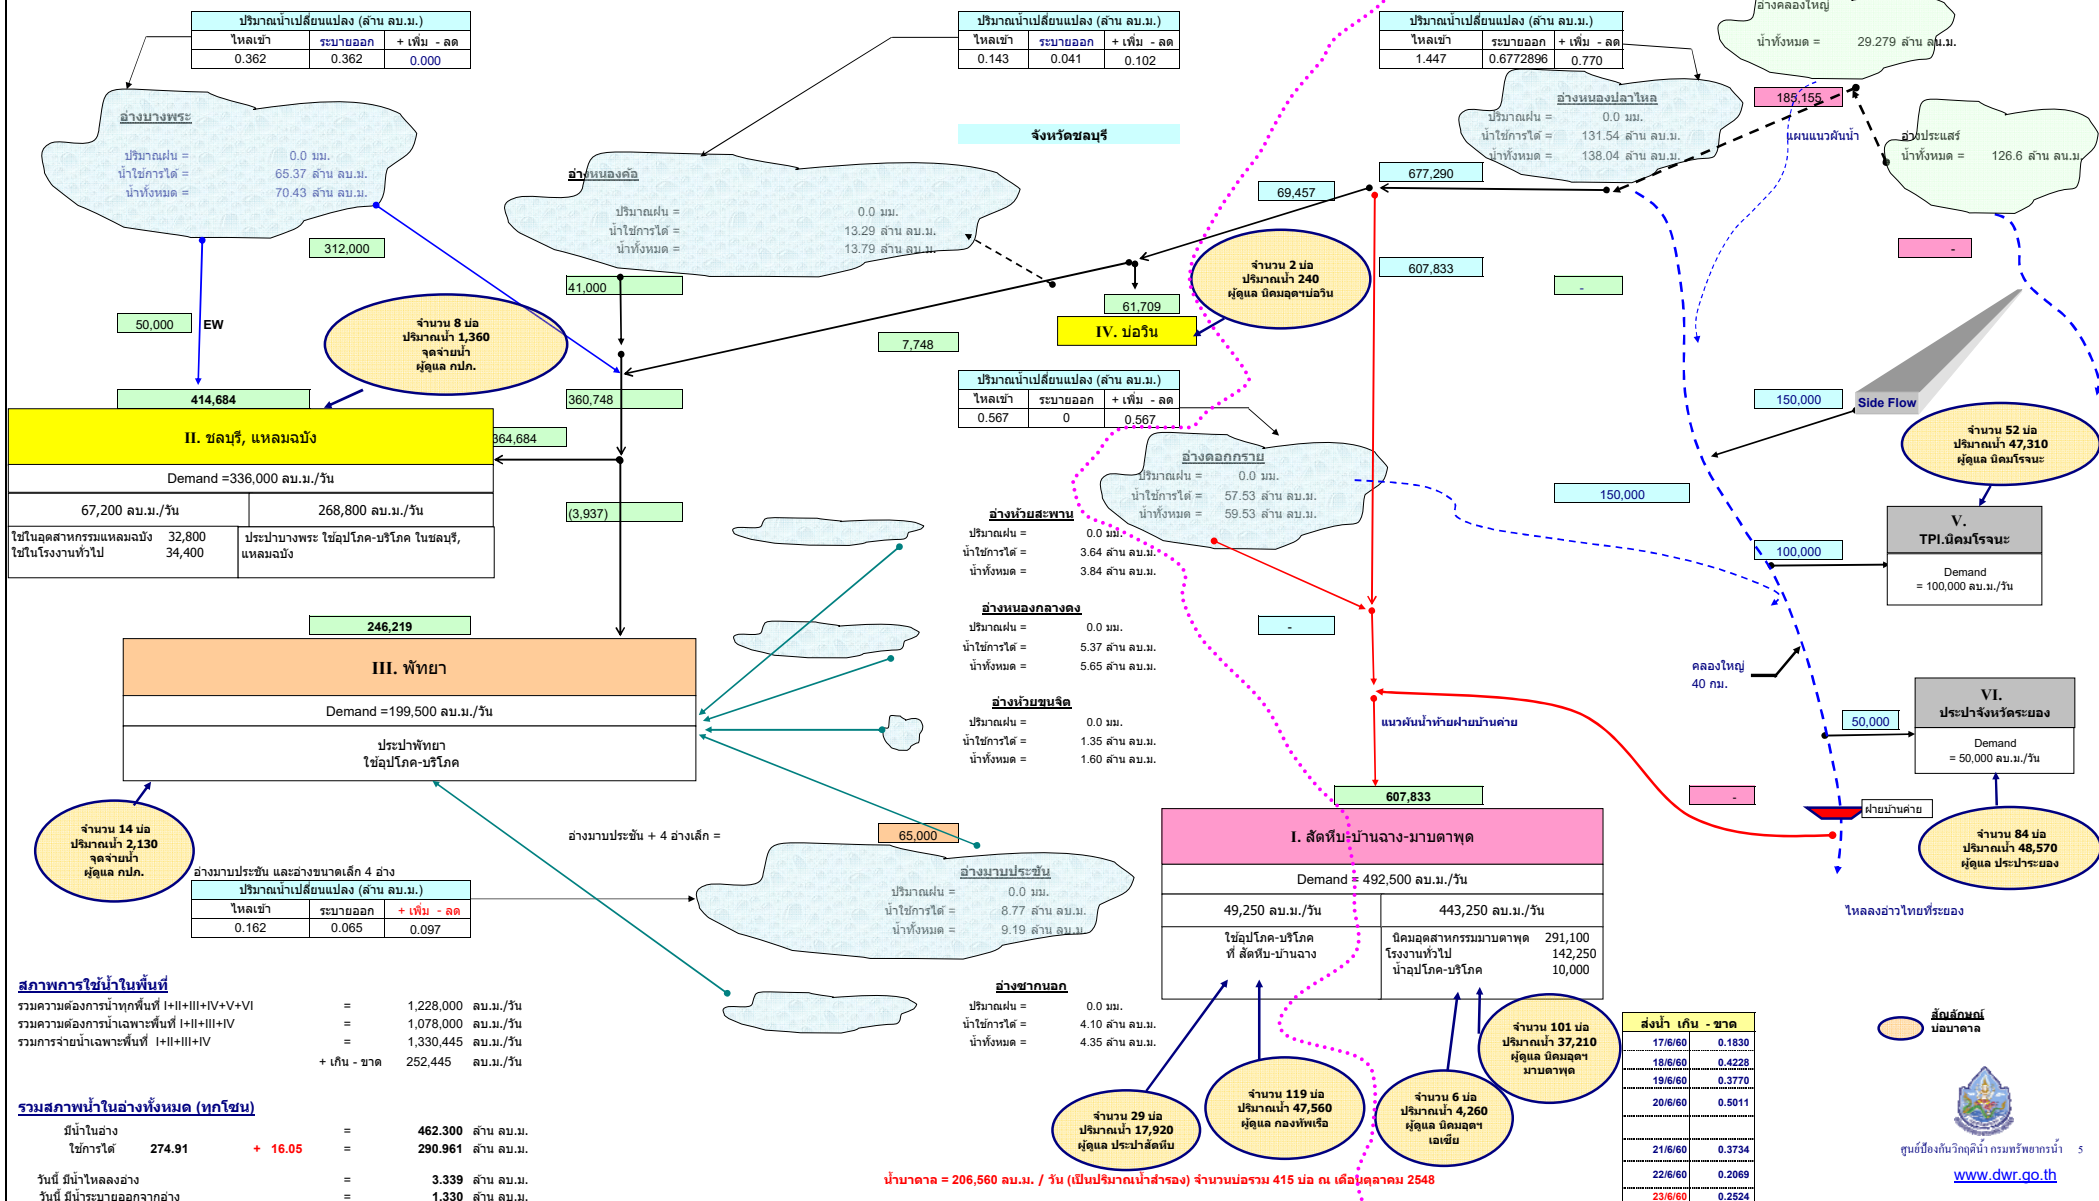 ปริมาณน้ำเปลี่ยนแปลง (ล้าน ลบ.ม.)
ไหลเข้า ระบายออก + เพิ่ม - ลด
0.362 0.362 0.000
ปริมาณน้ำเปลี่ยนแปลง (ล้าน ลบ.ม.)
ไหลเข้า ระบายออก + เพิ่ม - ลด
0.143 0.041 0.102
ปริมาณน้ำเปลี่ยนแปลง (ล้าน ลบ.ม.)
ไหลเข้า ระบายออก + เพิ่ม - ลด
1.447 0.6772896 0.770
อ่างคลองใหญ่
น้ำทั้งหมด = 29.279 ล้าน ลบ.ม.
อ่างบางพระ
ปริมาณฝน = 0.0 มม.
น้ำใช้การได้ = 65.37 ล้าน ลบ.ม.
น้ำทั้งหมด = 70.43 ล้าน ลบ.ม.
จังหวัดชลบุรี
อ่างหนองค้อ
ปริมาณฝน = 0.0 มม.
น้ำใช้การได้ = 13.29 ล้าน ลบ.ม.
น้ำทั้งหมด = 13.79 ล้าน ลบ.ม.
อ่างหนองปลาไหล
ปริมาณฝน = 0.0 มม.
น้ำใช้การได้ = 131.54 ล้าน ลบ.ม.
น้ำทั้งหมด = 138.04 ล้าน ลบ.ม.
185,155
แผนแนวผันน้ำ
อ่างประแสร์
น้ำทั้งหมด = 126.6 ล้าน ลบ.ม.
677,290
69,457
312,000
41,000
607,833
-
-
50,000 EW
จำนวน 8 บ่อ
ปริมาณน้ำ 1,360
จุดจ่ายน้ำ
ผู้ดูแล กปภ.
จำนวน 2 บ่อ
ปริมาณน้ำ 240
ผู้ดูแล นิคมอุตฯบ่อวิน
61,709
IV. บ่อวิน
7,748
414,684
360,748
364,684
(3,937)
II. ชลบุรี, แหลมฉบัง
Demand =336,000 ลบ.ม./วัน
67,200 ลบ.ม./วัน 268,800 ลบ.ม./วัน
ใช้ในอุตสาหกรรมแหลมฉบัง 32,800
ใช้ในโรงงานทั่วไป 34,400
ประปาบางพระ ใช้อุปโภค-บริโภค ในชลบุรี,
แหลมฉบัง
ปริมาณน้ำเปลี่ยนแปลง (ล้าน ลบ.ม.)
ไหลเข้า ระบายออก + เพิ่ม - ลด
0.567 0 0.567
อ่างดอกกราย
ปริมาณฝน = 0.0 มม.
น้ำใช้การได้ = 57.53 ล้าน ลบ.ม.
น้ำทั้งหมด = 59.53 ล้าน ลบ.ม.
150,000
Side Flow
150,000
จำนวน 52 บ่อ
ปริมาณน้ำ 47,310
ผู้ดูแล นิคมโรจนะ
V.
TPI.นิคมโรจนะ
Demand
= 100,000 ลบ.ม./วัน
100,000
อ่างห้วยสะพาน
ปริมาณฝน = 0.0 มม.
น้ำใช้การได้ = 3.64 ล้าน ลบ.ม.
น้ำทั้งหมด = 3.84 ล้าน ลบ.ม.
อ่างหนองกลางดง
ปริมาณฝน = 0.0 มม.
น้ำใช้การได้ = 5.37 ล้าน ลบ.ม.
น้ำทั้งหมด = 5.65 ล้าน ลบ.ม.
อ่างห้วยขุนจิต
ปริมาณฝน = 0.0 มม.
น้ำใช้การได้ = 1.35 ล้าน ลบ.ม.
น้ำทั้งหมด = 1.60 ล้าน ลบ.ม.
246,219
III. พัทยา
Demand =199,500 ลบ.ม./วัน
ประปาพัทยา
ใช้อุปโภค-บริโภค
-
คลองใหญ่
40 กม.
VI.
ประปาจังหวัดระยอง
Demand
= 50,000 ลบ.ม./วัน
50,000
แนวผันน้ำท้ายฝายบ้านค่าย
607,833
-
ฝายบ้านค่าย
จำนวน 84 บ่อ
ปริมาณน้ำ 48,570
ผู้ดูแล ประปาระยอง
ไหลลงอ่าวไทยที่ระยอง
จำนวน 14 บ่อ
ปริมาณน้ำ 2,130
จุดจ่ายน้ำ
ผู้ดูแล กปภ.
อ่างมาบประชัน + 4 อ่างเล็ก = 65,000
อ่างมาบประชัน และอ่างขนาดเล็ก 4 อ่าง
ปริมาณน้ำเปลี่ยนแปลง (ล้าน ลบ.ม.)
ไหลเข้า ระบายออก + เพิ่ม - ลด
0.162 0.065 0.097
อ่างมาบประชัน
ปริมาณฝน = 0.0 มม.
น้ำใช้การได้ = 8.77 ล้าน ลบ.ม.
น้ำทั้งหมด = 9.19 ล้าน ลบ.ม.
I. สัตหีบ-บ้านฉาง-มาบตาพุด
Demand = 492,500 ลบ.ม./วัน
49,250 ลบ.ม./วัน 443,250 ลบ.ม./วัน
ใช้อุปโภค-บริโภค
ที่ สัตหีบ-บ้านฉาง
นิคมอุตสาหกรรมมาบตาพุด 291,100
โรงงานทั่วไป 142,250
น้ำอุปโภค-บริโภค 10,000
อ่างซากนอก
ปริมาณฝน = 0.0 มม.
น้ำใช้การได้ = 4.10 ล้าน ลบ.ม.
น้ำทั้งหมด = 4.35 ล้าน ลบ.ม.
สภาพการใช้น้ำในพื้นที่
รวมความต้องการน้ำทุกพื้นที่ I+II+III+IV+V+VI = 1,228,000 ลบ.ม./วัน
รวมความต้องการน้ำเฉพาะพื้นที่ I+II+III+IV = 1,078,000 ลบ.ม./วัน
รวมการจ่ายน้ำเฉพาะพื้นที่ I+II+III+IV = 1,330,445 ลบ.ม./วัน
+ เกิน - ขาด 252,445 ลบ.ม./วัน
รวมสภาพน้ำในอ่างทั้งหมด (ทุกโซน)
มีน้ำในอ่าง = 462.300 ล้าน ลบ.ม.
ใช้การได้ 274.91 + 16.05 = 290.961 ล้าน ลบ.ม.
วันนี้ มีน้ำไหลลงอ่าง = 3.339 ล้าน ลบ.ม.
วันนี้ มีน้ำระบายออกจากอ่าง = 1.330 ล้าน ลบ.ม.
จำนวน 29 บ่อ
ปริมาณน้ำ 17,920
ผู้ดูแล ประปาสัตหีบ
จำนวน 119 บ่อ
ปริมาณน้ำ 47,560
ผู้ดูแล กองทัพเรือ
จำนวน 6 บ่อ
ปริมาณน้ำ 4,260
ผู้ดูแล นิคมอุตฯ
เอเซีย
จำนวน 101 บ่อ
ปริมาณน้ำ 37,210
ผู้ดูแล นิคมอุตฯ
มาบตาพุด
น้ำบาดาล = 206,560 ลบ.ม. / วัน (เป็นปริมาณน้ำสำรอง) จำนวนบ่อรวม 415 บ่อ ณ เดือนตุลาคม 2548
ส่งน้ำ เกิน - ขาด
17/6/60 0.1830
18/6/60 0.4228
19/6/60 0.3770
20/6/60 0.5011
21/6/60 0.3734
22/6/60 0.2069
23/6/60 0.2524
สัญลักษณ์
บ่อบาดาล
ศูนย์ป้องกันวิกฤติน้ำ กรมทรัพยากรน้ำ 5
www.dwr.go.th